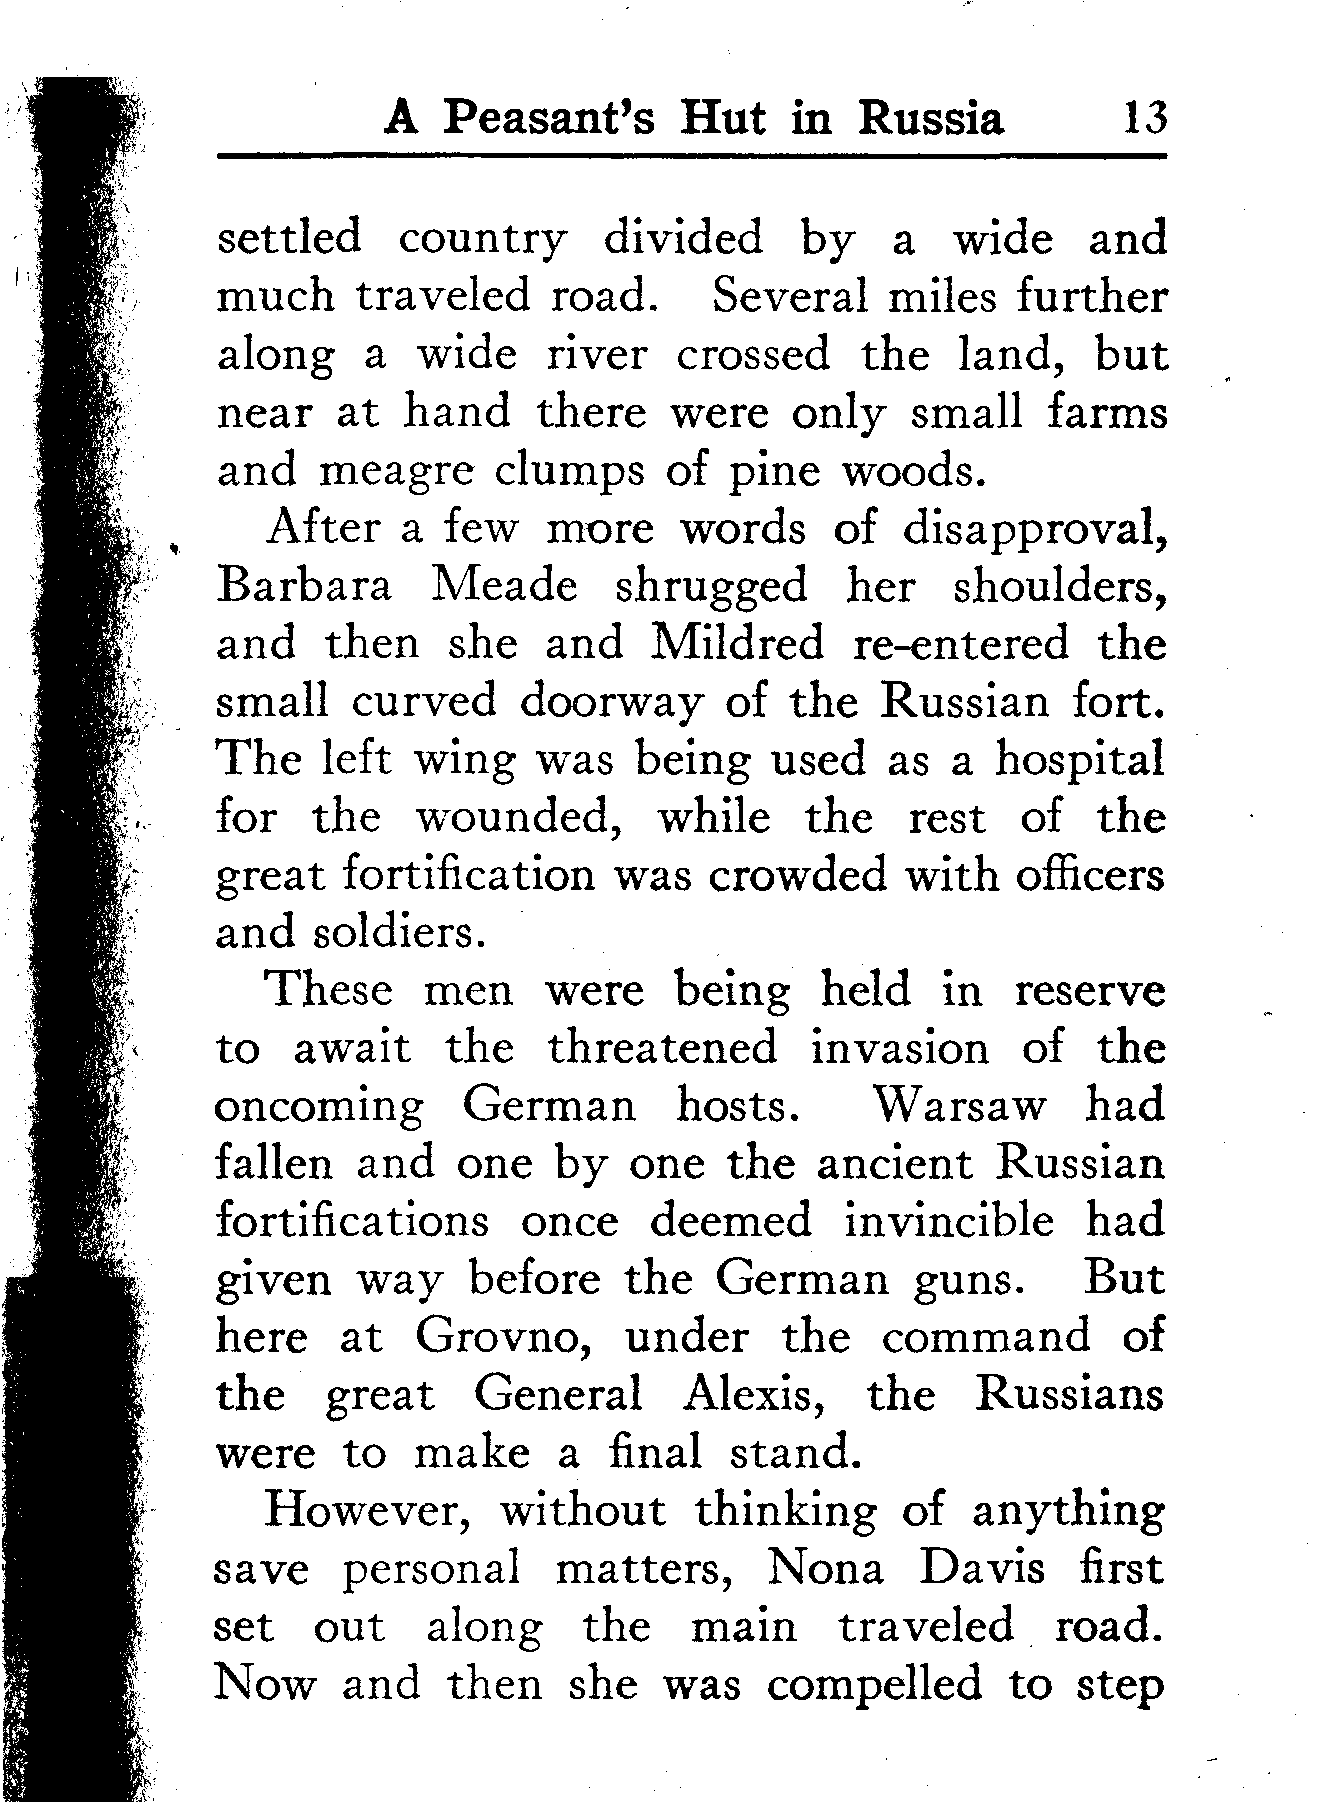 A Peasant's Hut in Russia 13
settled country divided by a wide and
much traveled road. Several miles further
along a wide river crossed the land, but
near at hand there were only small farms
and meagre clumps of pine woods.
After a few more words of disapproval,
Barbara Meade shrugged her shoulders,
and then she and Mildred re-entered the
small curved doorway of the Russian fort.
The left wing was being used as a hospital
for the wounded, while the rest of the
great fortification was crowded with officers
and soldiers.
These men were being held in reserve
to await the threatened invasion of the
oncoming German hosts. Warsaw had
fallen and one by one the ancient Russian
fortifications once deemed invincible had
given way before the German guns. But
here at Grovno, under the command of
the great General Alexis, the Russians
were to make a final stand.
However, without thinking of anything
save personal matters, Nona Davis first
set out along the main traveled road.
Now and then she was compelled to step